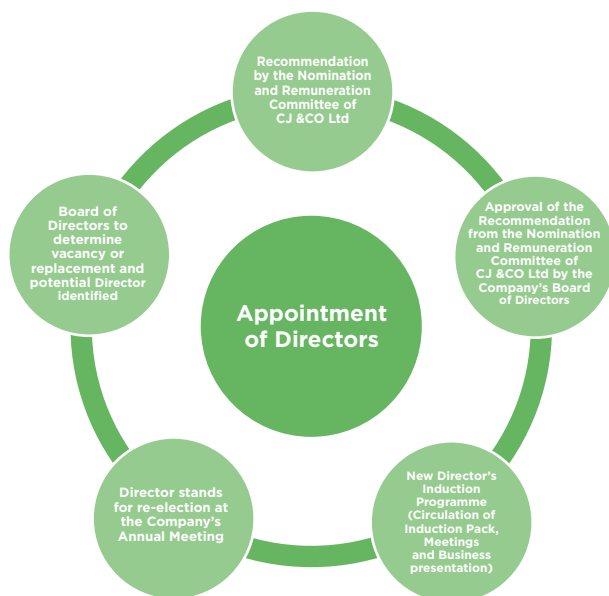 Recommendation
by the Nomination
and Remuneration
Committee of
CJ &CO Ltd
Approval of the
Recommendation
from the Nomination
and Remuneration
Committee of
CJ &CO Ltd by the
Company's Board
of Directors
New Director's
Induction
Programme
(Circulation of
Induction Pack,
Meetings
and Business
presentation)
Director stands
for re-election at
the Company's
Annual Meeting
Board of
Directors to
determine
vacancy or
replacement and
potential Director
identified
Appointment
of Directors